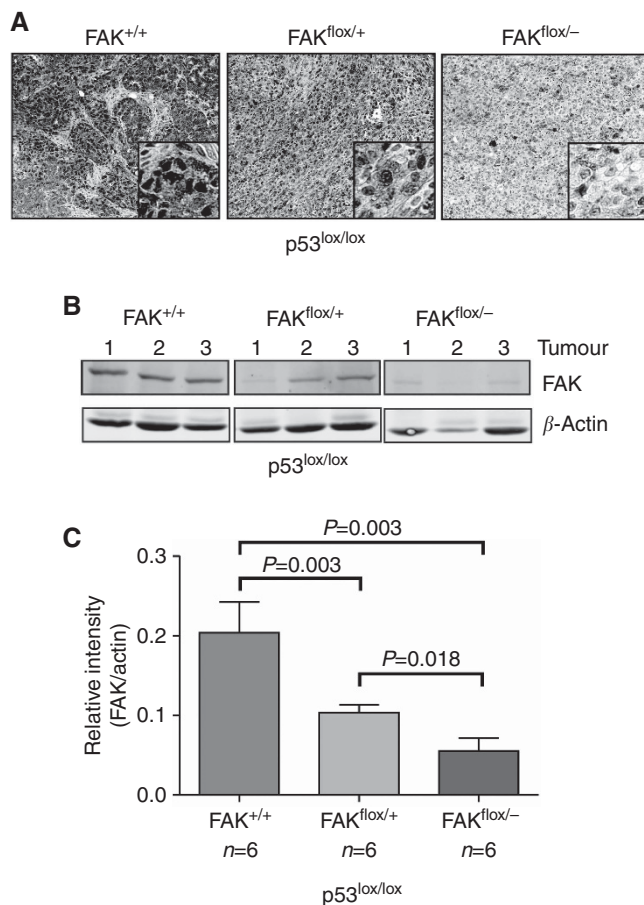 A
FAK+/+ FAKflox/+ FAKflox/–
p53lox/lox
B
FAK+/+ FAKflox/+ FAKflox/–
1 2 3 1 2 3 1 2 3 Tumour
FAK
β-Actin
p53lox/lox
C
P=0.003
P=0.003
P=0.018
Relative intensity
(FAK/actin)
0.3
0.2
0.1
0.0
FAK+/+ FAKflox/+ FAKflox/–
n=6 n=6 n=6
p53lox/lox